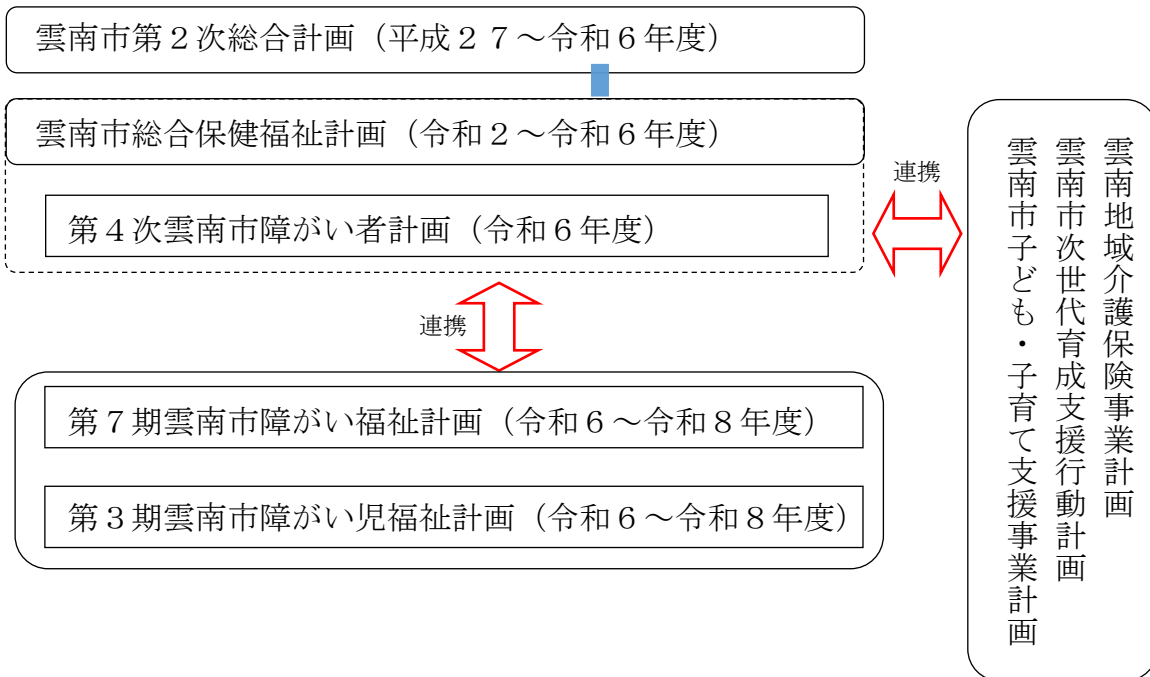 雲南市第２次総合計画（平成２７～令和６年度）
雲南市総合保健福祉計画（令和２～令和６年度）
第４次雲南市障がい者計画（令和６年度）
連携
連携
第７期雲南市障がい福祉計画（令和６～令和８年度）
第３期雲南市障がい児福祉計画（令和６～令和８年度）
雲南地域介護保険事業計画
雲南市次世代育成支援行動計画
雲南市子ども・子育て支援事業計画